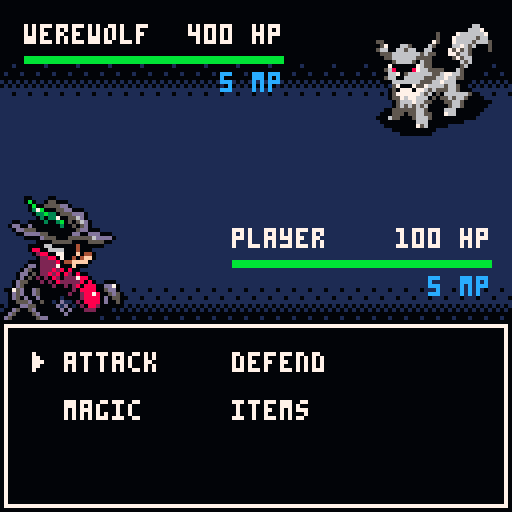 WEREWOLF 400 HP
5 MP
PLAYER 100 HP
5 MP
ATTACK DEFEND
MAGIC ITEMS